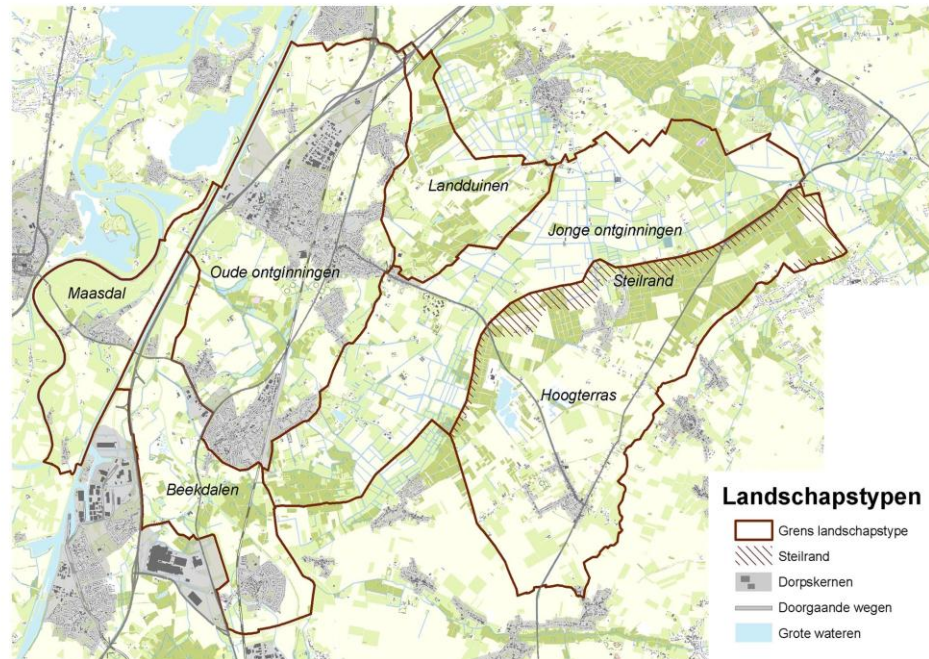 Landduinen
Jonge ontginningen
Oude ontginningen
Steilrand
Maasdal
Hoogterras
Beekdalen
Landschapstypen
Grens landschapstype
Steilrand
Dorpskernen
Doorgaande wegen
Grote wateren